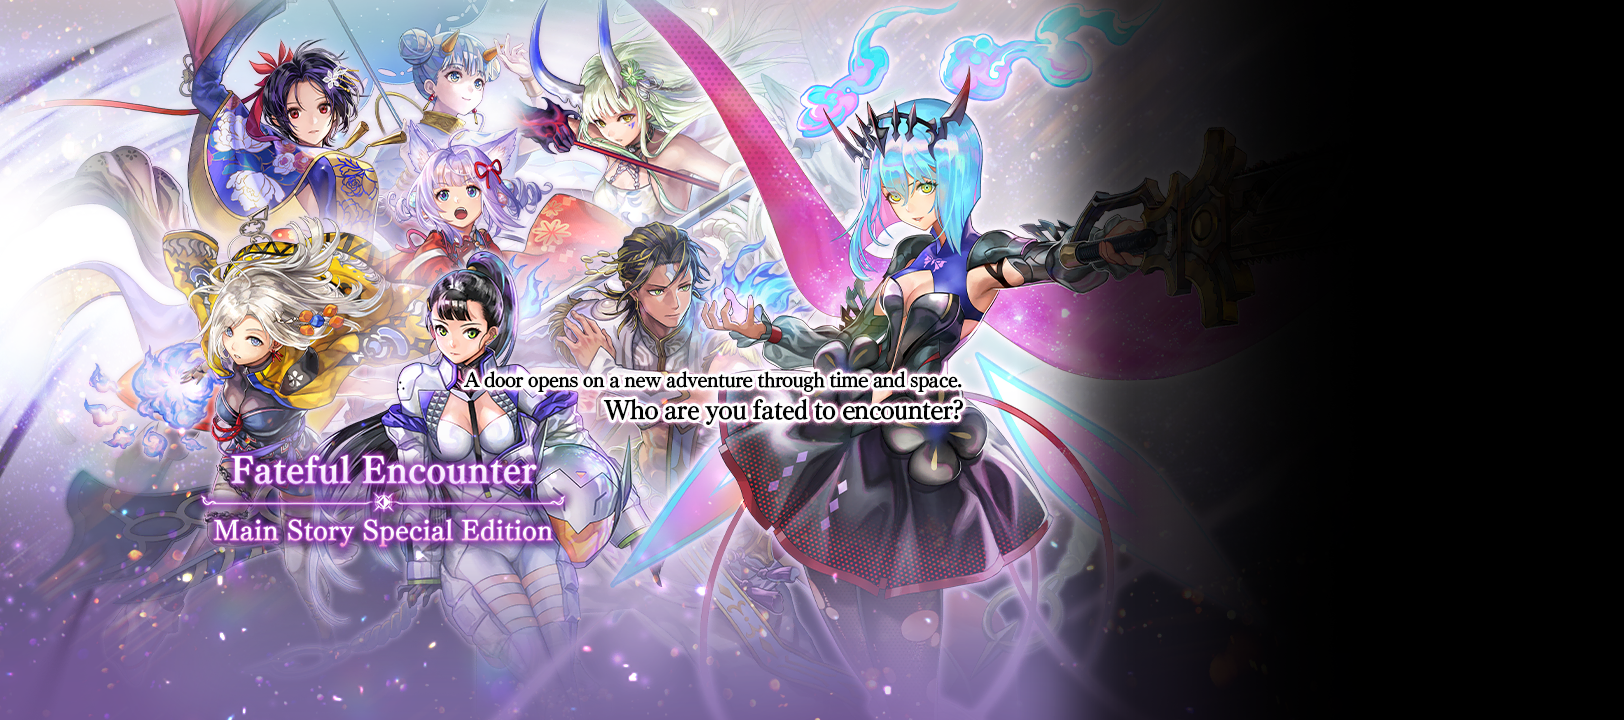 A door opens on a new adventure through time and space.
Who are you fated to encounter?
Fateful Encounter
Main Story Special Edition